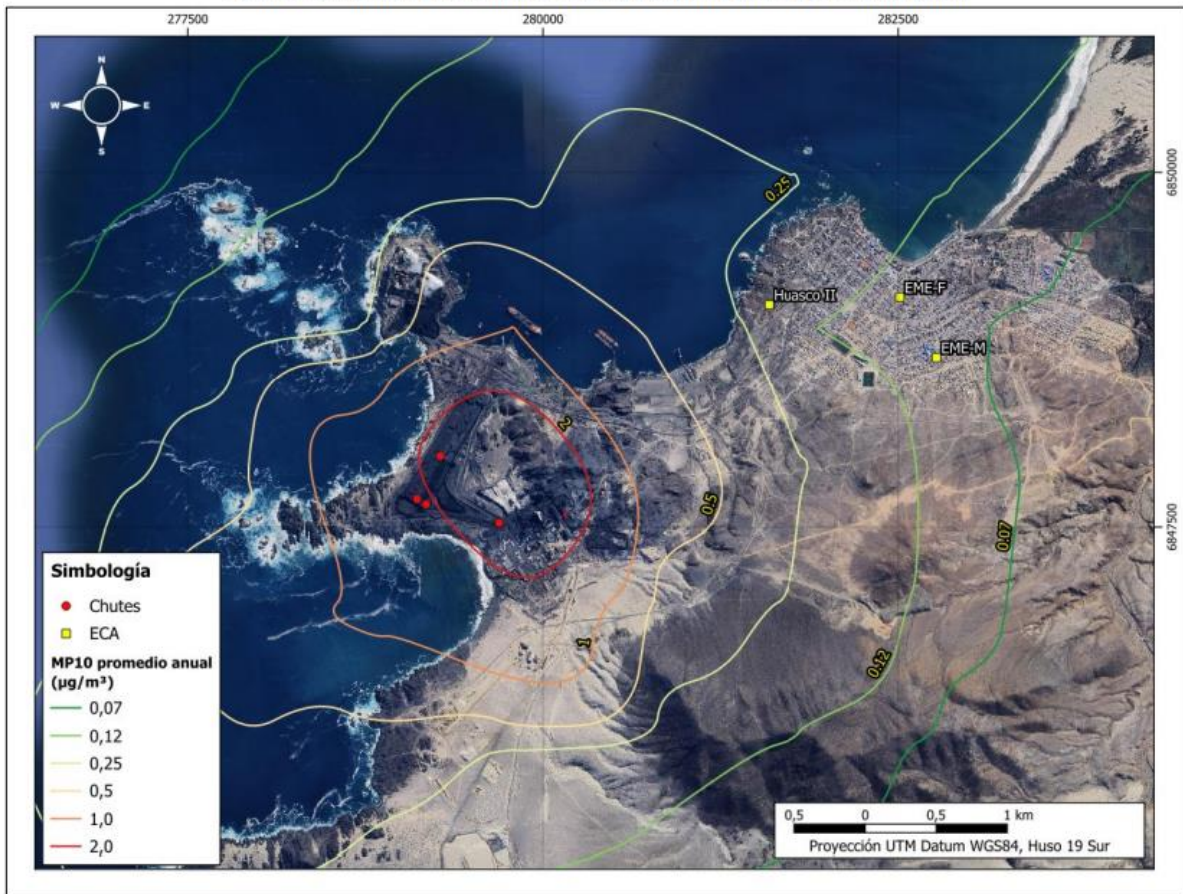 277500
280000
282500
N
W
E
S
6850000
0.25
Huasco II
EME-F
EME-M
2
0.5
6847500
0.07
1
0.12
Simbología
Chutes
ECA
MP10 promedio anual
(µg/m³)
0,07
0,12
0,25
0,5
1,0
2,0
0,5 0 0,5 1 km
Proyección UTM Datum WGS84, Huso 19 Sur